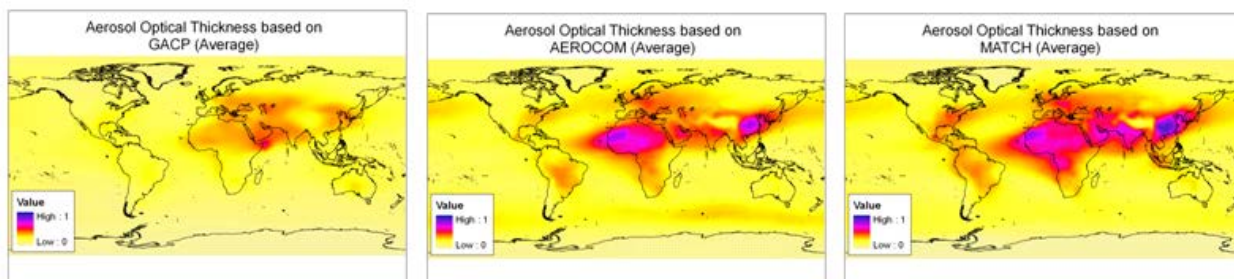 Aerosol Optical Thickness based on
GACP (Average)
Value
High : 1
Low : 0
Aerosol Optical Thickness based on
AEROCOM (Average)
Value
High : 1
Low : 0
Aerosol Optical Thickness based on
MATCH (Average)
Value
High : 1
Low : 0